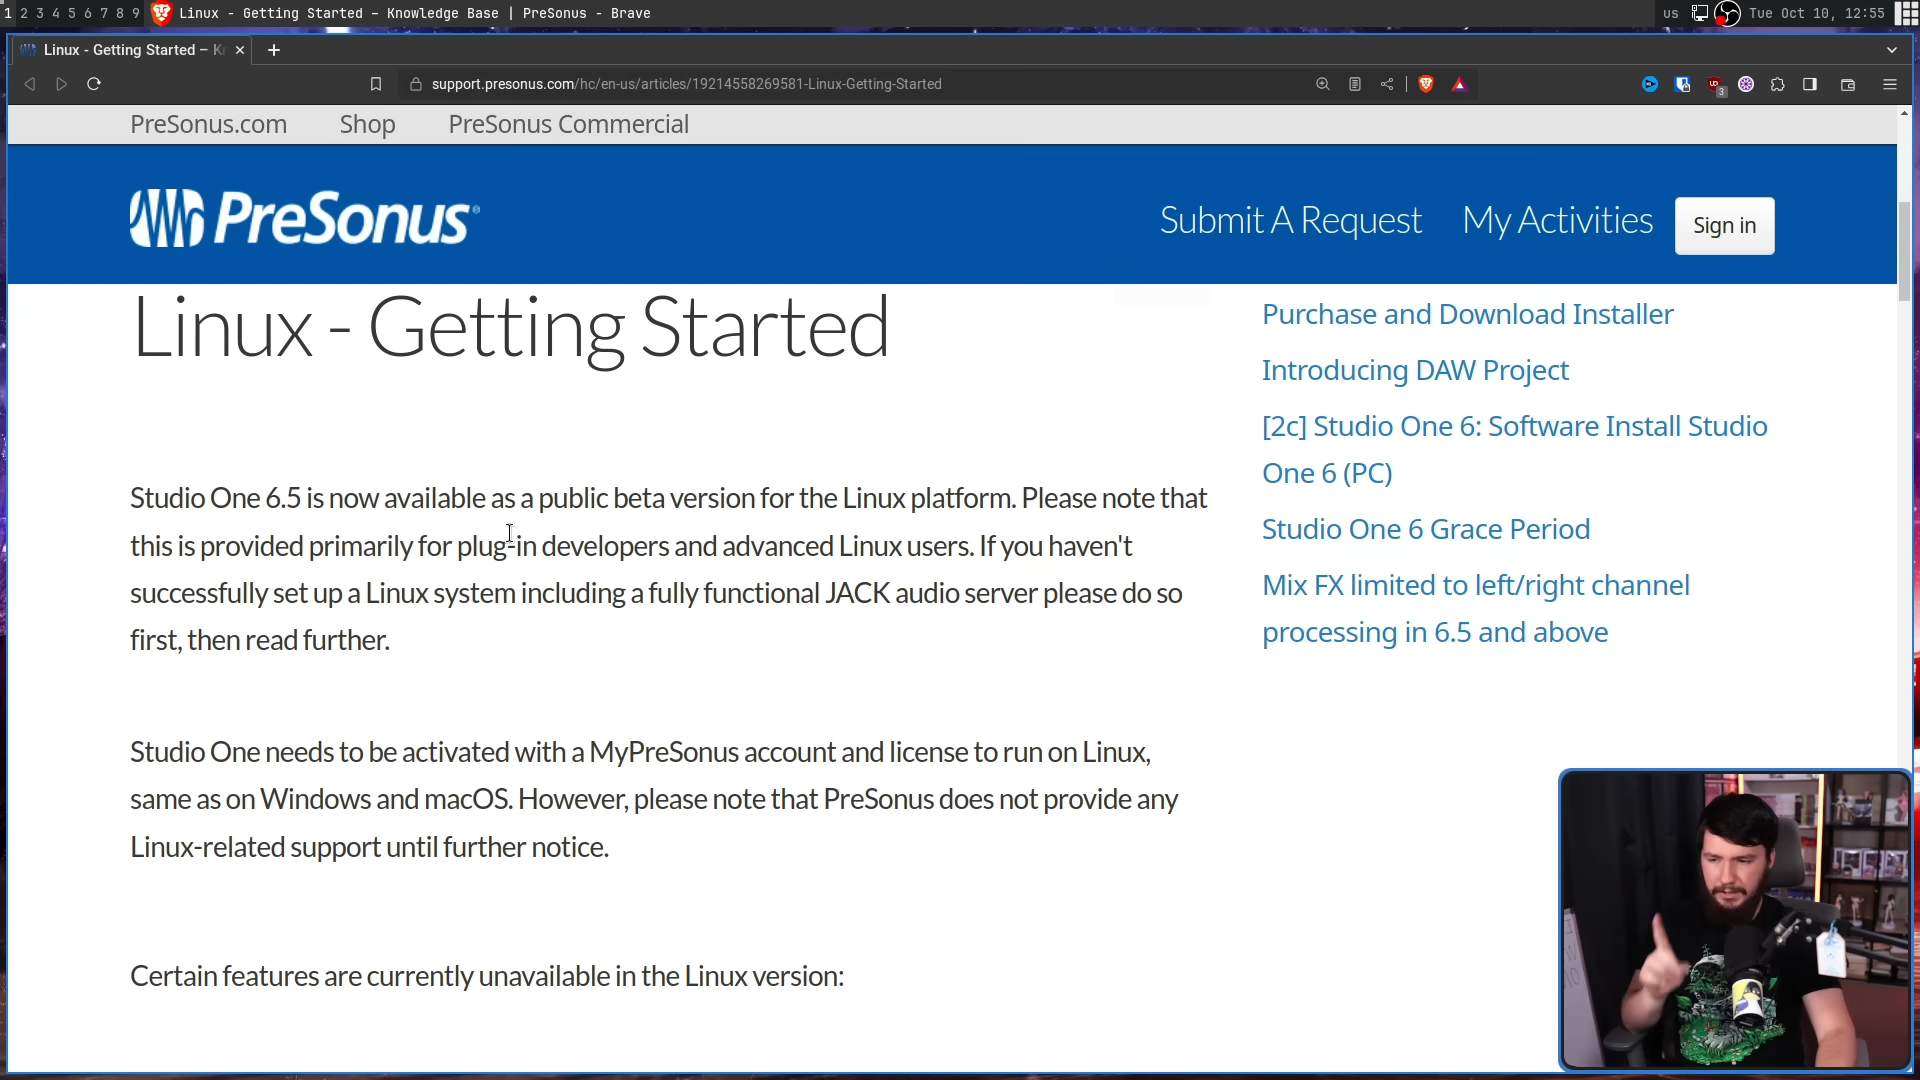 1 2 3 4 5 6 7 8 9 Linux - Getting Started – Knowledge Base | PreSonus - Brave us Tue Oct 10, 12:55
Linux - Getting Started –
support.presonus.com/hc/en-us/articles/19214558269581-Linux-Getting-Started
3
PreSonus.com Shop PreSonus Commercial
PreSonus Submit A Request My Activities Sign in
Linux - Getting Started
Studio One 6.5 is now available as a public beta version for the Linux platform. Please note that
this is provided primarily for plug-in developers and advanced Linux users. If you haven't
successfully set up a Linux system including a fully functional JACK audio server please do so
first, then read further.
Studio One needs to be activated with a MyPreSonus account and license to run on Linux,
same as on Windows and macOS. However, please note that PreSonus does not provide any
Linux-related support until further notice.
Certain features are currently unavailable in the Linux version:
Purchase and Download Installer
Introducing DAW Project
[2c] Studio One 6: Software Install Studio
One 6 (PC)
Studio One 6 Grace Period
Mix FX limited to left/right channel
processing in 6.5 and above